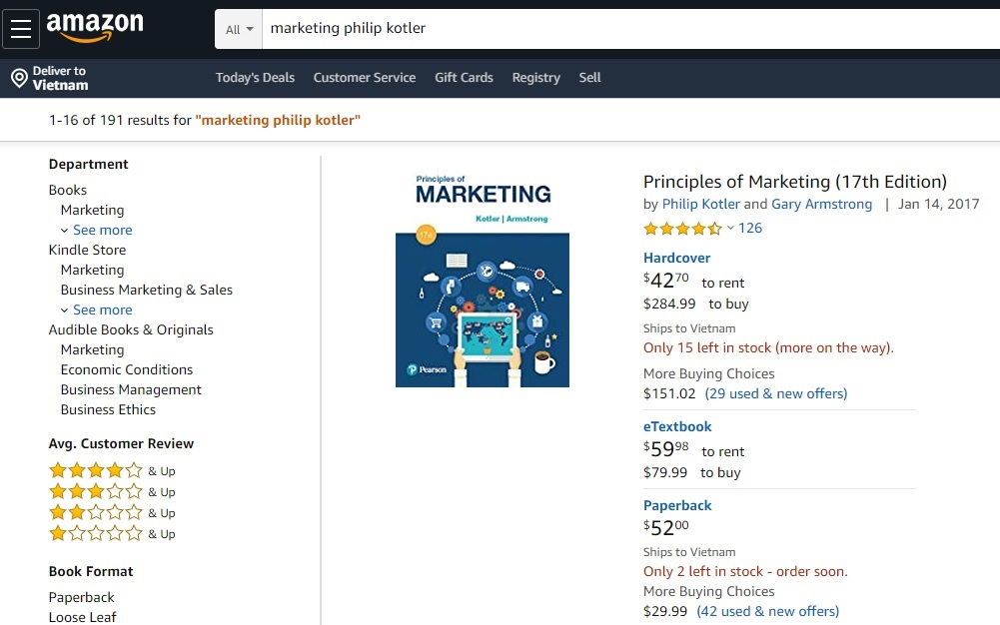 amazon
All
marketing philip kotler
Deliver to
Vietnam
Today's Deals Customer Service Gift Cards Registry Sell
1-16 of 191 results for "marketing philip kotler"
Department
Books
Marketing
See more
Kindle Store
Marketing
Business Marketing & Sales
See more
Audible Books & Originals
Marketing
Economic Conditions
Business Management
Business Ethics
Avg. Customer Review
& Up
& Up
& Up
& Up
Book Format
Paperback
Loose Leaf
Principles of
MARKETING
Kotler | Armstrong
17e
Pearson
Principles of Marketing (17th Edition)
by Philip Kotler and Gary Armstrong | Jan 14, 2017
126
Hardcover
$4270 to rent
$284.99 to buy
Ships to Vietnam
Only 15 left in stock (more on the way).
More Buying Choices
$151.02 (29 used & new offers)
eTextbook
$5998 to rent
$79.99 to buy
Paperback
$5200
Ships to Vietnam
Only 2 left in stock - order soon.
More Buying Choices
$29.99 (42 used & new offers)